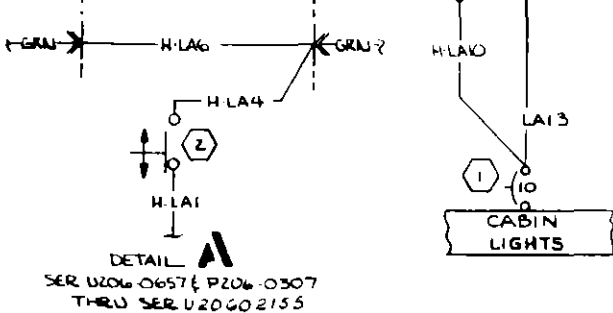 GRN
H-LA6
GRN
H-LA10
H-LA4
LA13
2
1
10
H-LA1
CABIN
LIGHTS
DETAIL A
SER U206-0657 & P206-0307
THRU SER U20602155